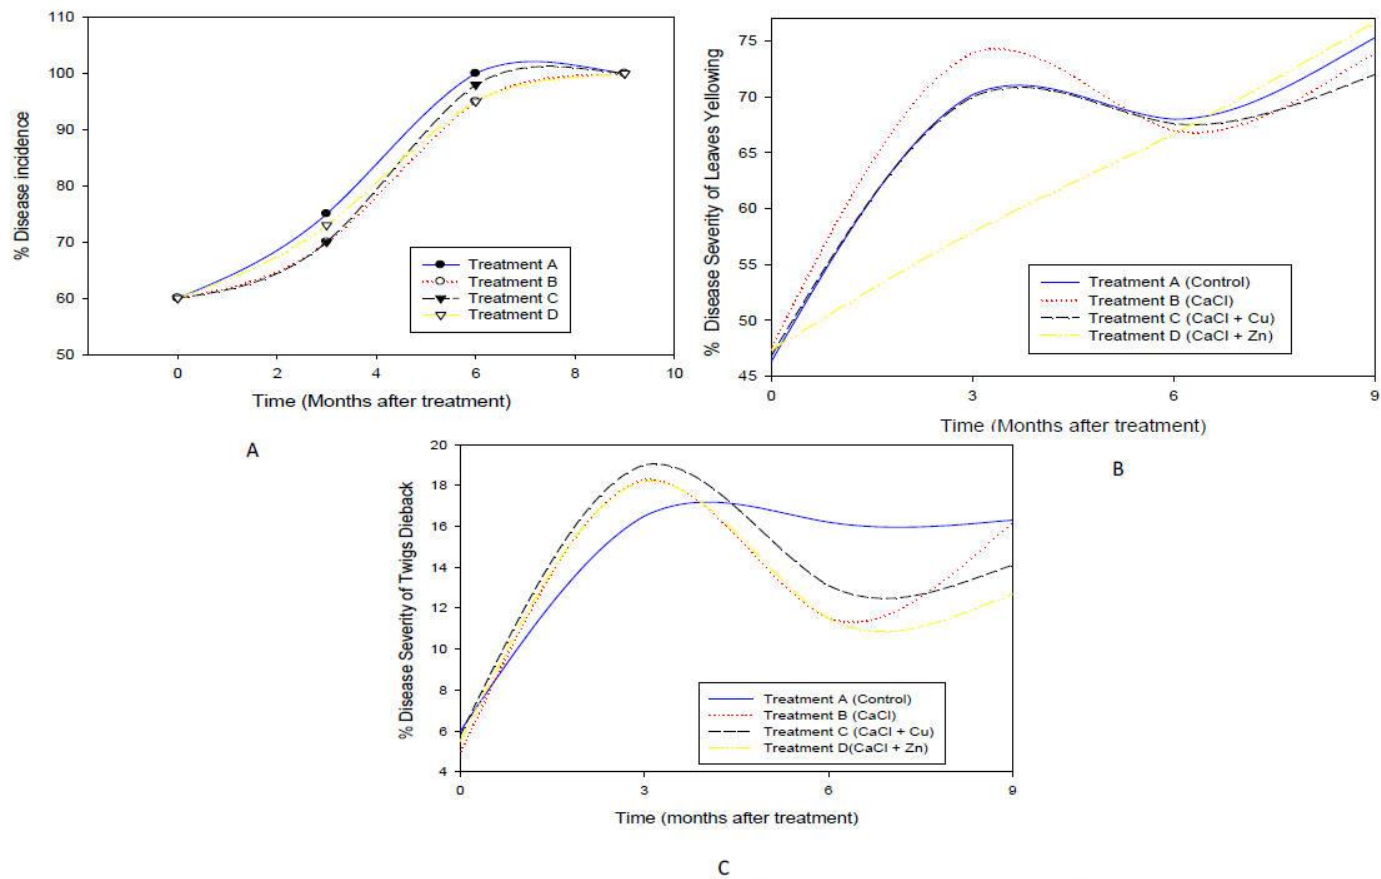 110
100
90
80
70
60
50
% Disease incidence
Treatment A
Treatment B
Treatment C
Treatment D
0 2 4 6 8 10
Time (Months after treatment)
A
75
70
65
60
55
50
45
% Disease Severity of Leaves Yellowing
Treatment A (Control)
Treatment B (CaCl)
Treatment C (CaCl + Cu)
Treatment D (CaCl + Zn)
0 3 6 9
Time (Months after treatment)
B
20
18
16
14
12
10
8
6
4
% Disease Severity of Twigs Dieback
Treatment A (Control)
Treatment B (CaCl)
Treatment C (CaCl + Cu)
Treatment D(CaCl + Zn)
0 3 6 9
Time (months after treatment)
C